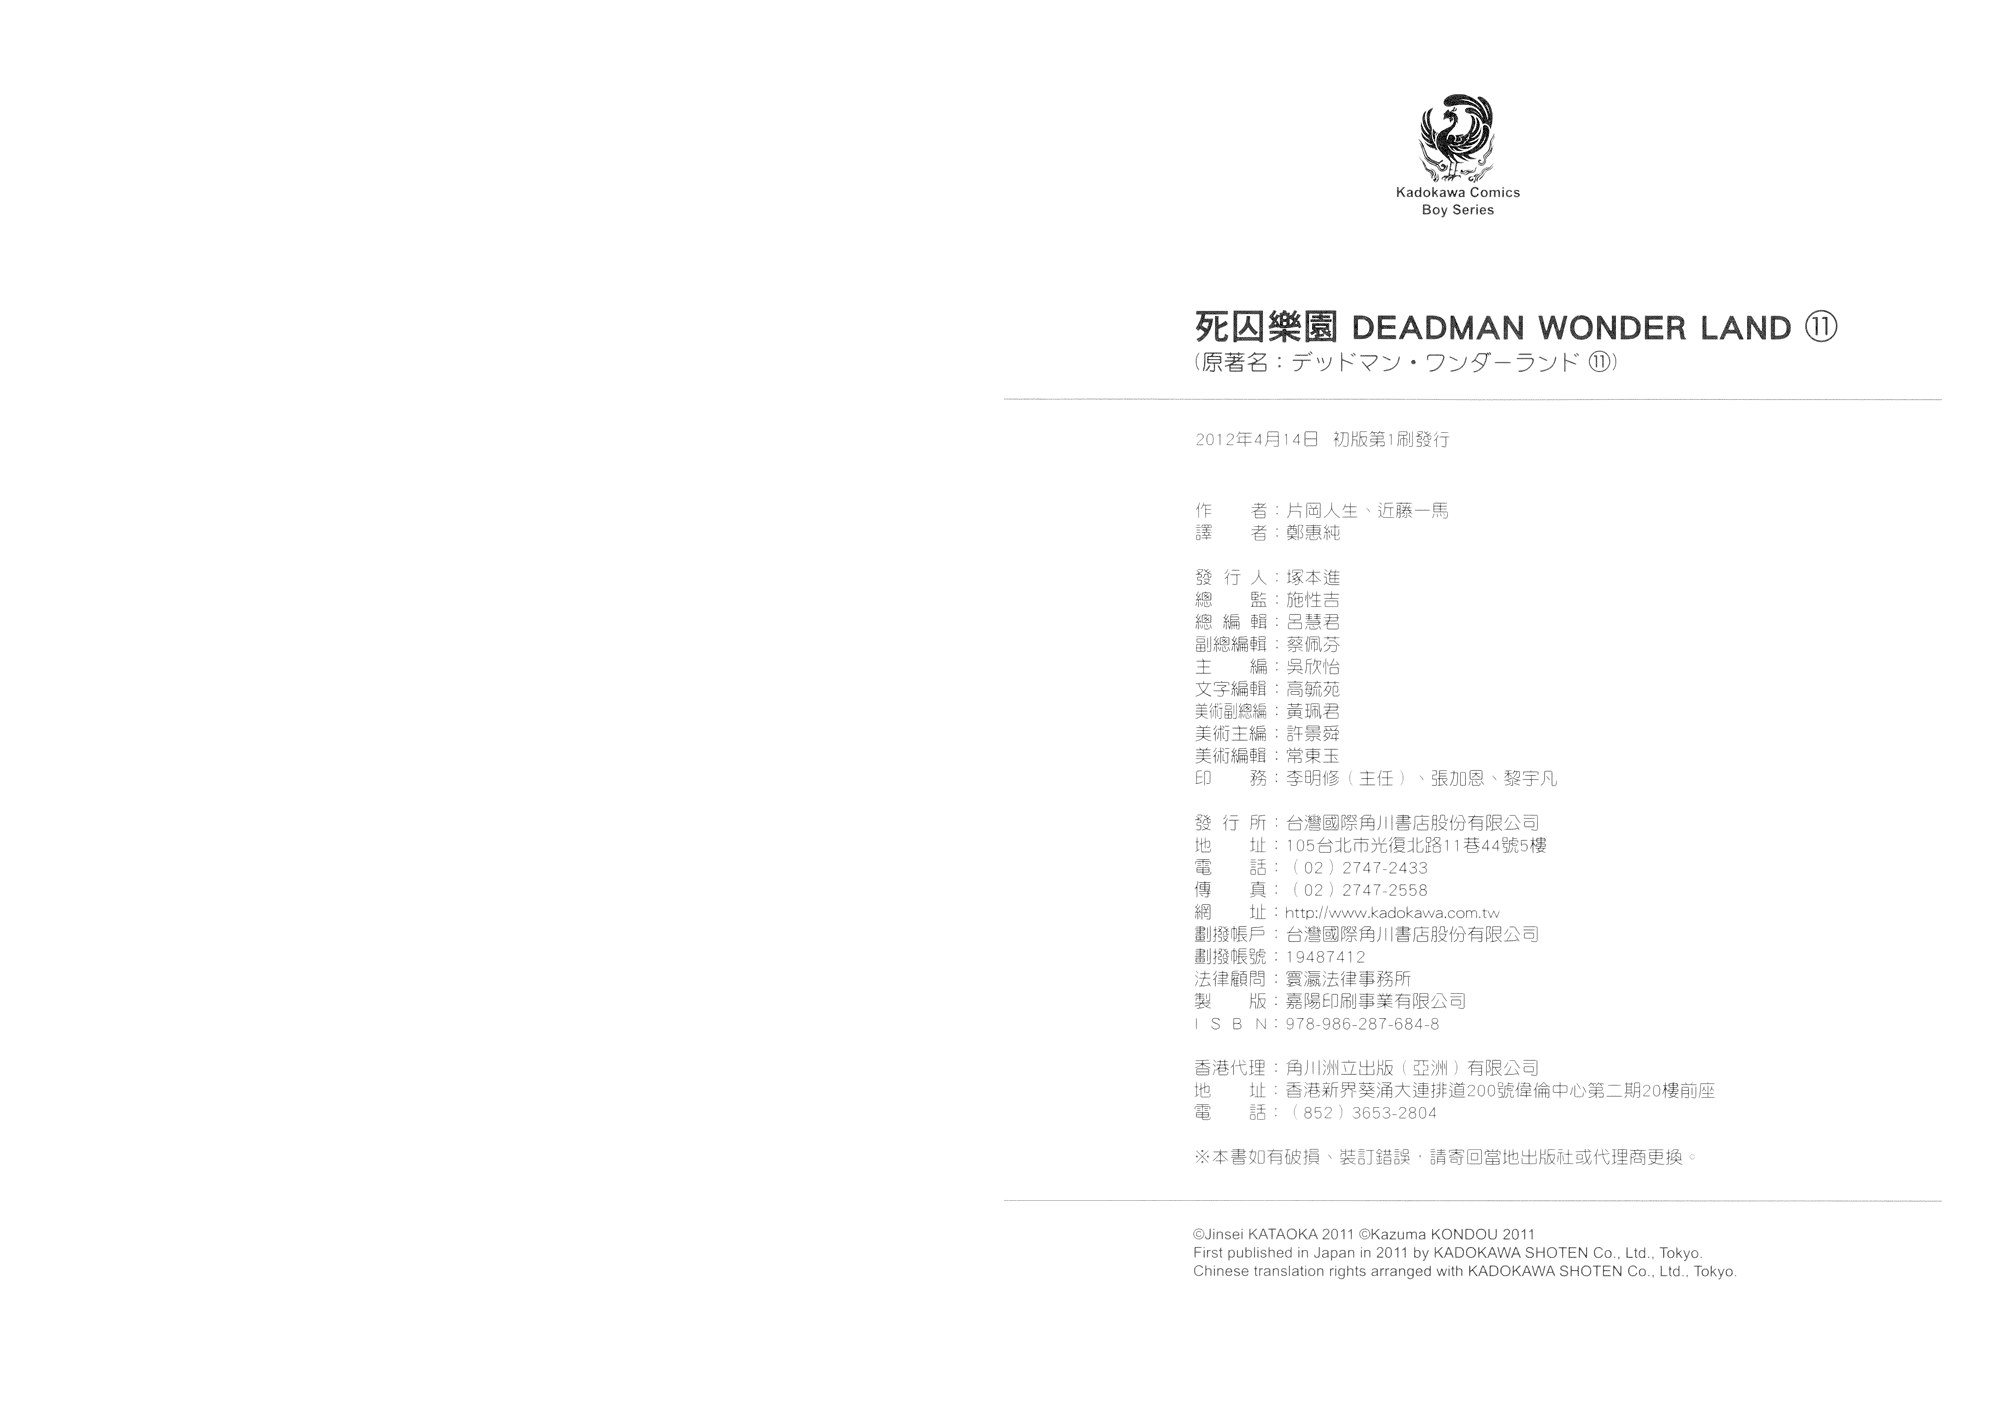 Kadokawa Comics
Boy Series
死囚樂園 DEADMAN WONDER LAND ⑪
(原著名：デッドマン・ワンダーランド ⑪)
2012年4月14日 初版第1刷發行
作者：片岡人生、近藤一馬
譯者：鄭惠純
發行人：塚本進
總監：施性吉
總編輯：呂慧君
副總編輯：蔡佩芬
主編：吳欣怡
文字編輯：高毓苑
美術副總編：黃珮君
美術主編：許景舜
美術編輯：常東玉
印務：李明修（主任）、張加恩、黎宇凡
發行所：台灣國際角川書店股份有限公司
地址：105台北市光復北路11巷44號5樓
電話：（02）2747-2433
傳真：（02）2747-2558
網址：http://www.kadokawa.com.tw
劃撥帳戶：台灣國際角川書店股份有限公司
劃撥帳號：19487412
法律顧問：寰瀛法律事務所
製版：嘉陽印刷事業有限公司
ISBN：978-986-287-684-8
香港代理：角川洲立出版（亞洲）有限公司
地址：香港新界葵涌大連排道200號偉倫中心第二期20樓前座
電話：（852）3653-2804
※本書如有破損、裝訂錯誤，請寄回當地出版社或代理商更換。
©Jinsei KATAOKA 2011 ©Kazuma KONDOU 2011
First published in Japan in 2011 by KADOKAWA SHOTEN Co., Ltd., Tokyo.
Chinese translation rights arranged with KADOKAWA SHOTEN Co., Ltd., Tokyo.